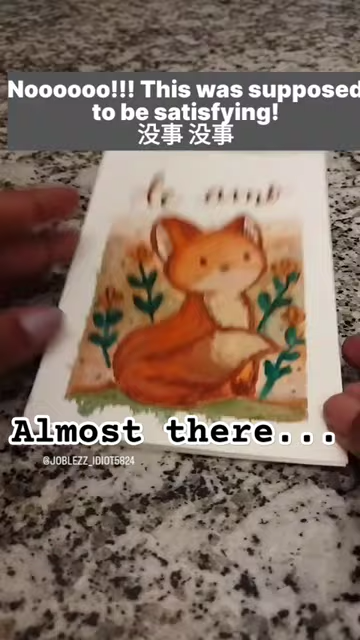 Noooooo!!! This was supposed
to be satisfying!
没事 没事
Almost there...
@JOBLEZZ_IDIOT5824